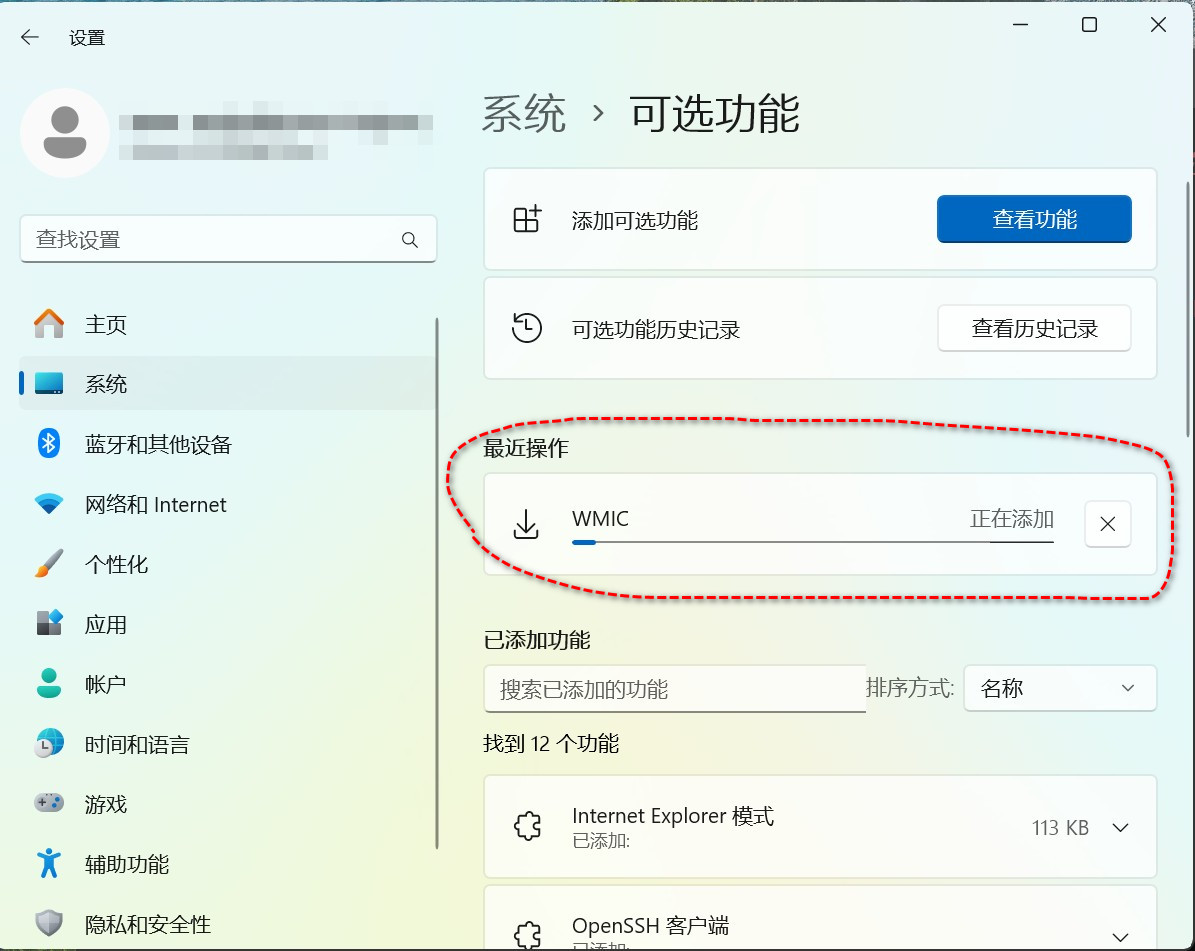 设置
查找设置
主页
系统
蓝牙和其他设备
网络和 Internet
个性化
应用
帐户
时间和语言
游戏
辅助功能
隐私和安全性
系统 › 可选功能
添加可选功能
查看功能
可选功能历史记录
查看历史记录
最近操作
WMIC
正在添加
已添加功能
搜索已添加的功能
排序方式:
名称
找到 12 个功能
Internet Explorer 模式
已添加:
113 KB
OpenSSH 客户端
已添加: